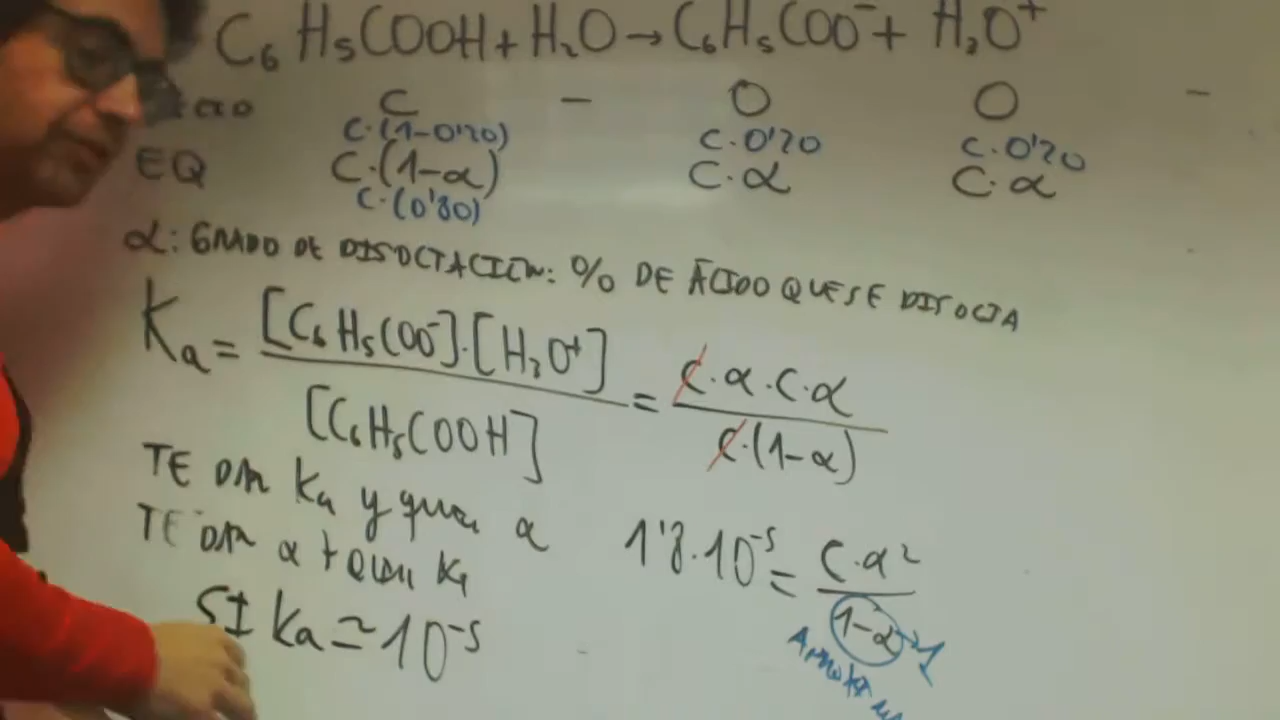 C₆H₅COOH + H₂O → C₆H₅COO⁻ + H₃O⁺
C - 0 0 -
C·(1-0'20) C·0'20 C·0'20
EQ C·(1-α) C·α C·α
C·(0'80)
α: GRADO DE DISOCIACIÓN: % DE ÁCIDO QUE SE DISOCIA
Ka = [C₆H₅COO⁻]·[H₃O⁺] / [C₆H₅COOH] = C·α·C·α / C·(1-α)
TE DAN Ka y α
TE DAN α Ka
1'8·10⁻⁵ = C·α² / 1-α → 1
SI Ka ≃ 10⁻⁵